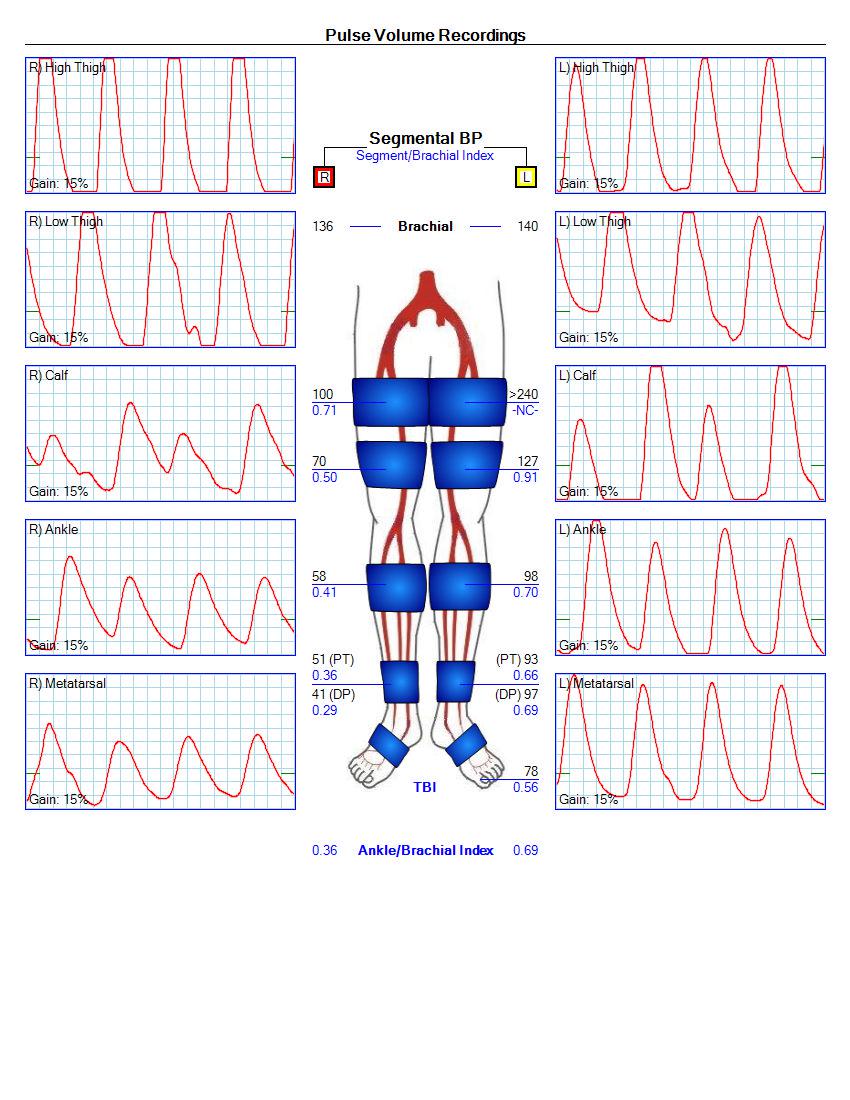 Pulse Volume Recordings
R) High Thigh
Gain: 15%
R) Low Thigh
Gain: 15%
R) Calf
Gain: 15%
R) Ankle
Gain: 15%
R) Metatarsal
Gain: 15%
Segmental BP
Segment/Brachial Index
R L
136 Brachial 140
100 >240
0.71 -NC-
70 127
0.50 0.91
58 98
0.41 0.70
51 (PT) (PT) 93
0.36 0.66
41 (DP) (DP) 97
0.29 0.69
78
TBI 0.56
0.36 Ankle/Brachial Index 0.69
L) High Thigh
Gain: 15%
L) Low Thigh
Gain: 15%
L) Calf
Gain: 15%
L) Ankle
Gain: 15%
L) Metatarsal
Gain: 15%